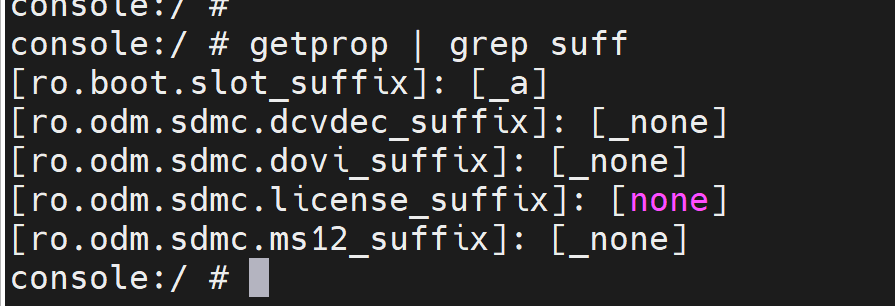 console:/ #
console:/ # getprop | grep suff
[ro.boot.slot_suffix]: [_a]
[ro.odm.sdmc.dcvdec_suffix]: [_none]
[ro.odm.sdmc.dovi_suffix]: [_none]
[ro.odm.sdmc.license_suffix]: [none]
[ro.odm.sdmc.ms12_suffix]: [_none]
console:/ #